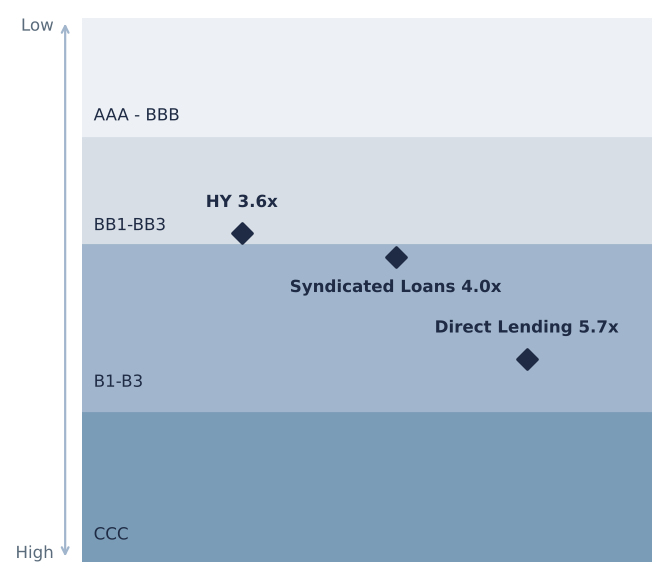 Low
AAA - BBB
HY 3.6x
BB1-BB3
Syndicated Loans 4.0x
Direct Lending 5.7x
B1-B3
CCC
High